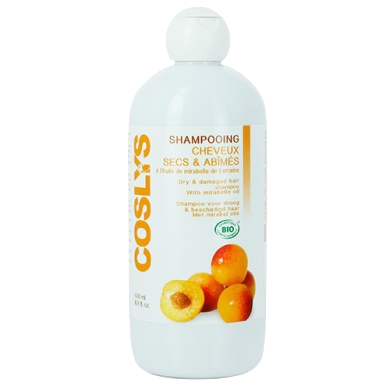 COSLYS
SHAMPOOING
CHEVEUX
SECS & ABÎMÉS
à l'huile de mirabelle de Lorraine
Dry & damaged hair
shampoo
With mirabelle oil
Shampoo voor droog
& beschadigd haar
Met mirabel olie
BIO
ml